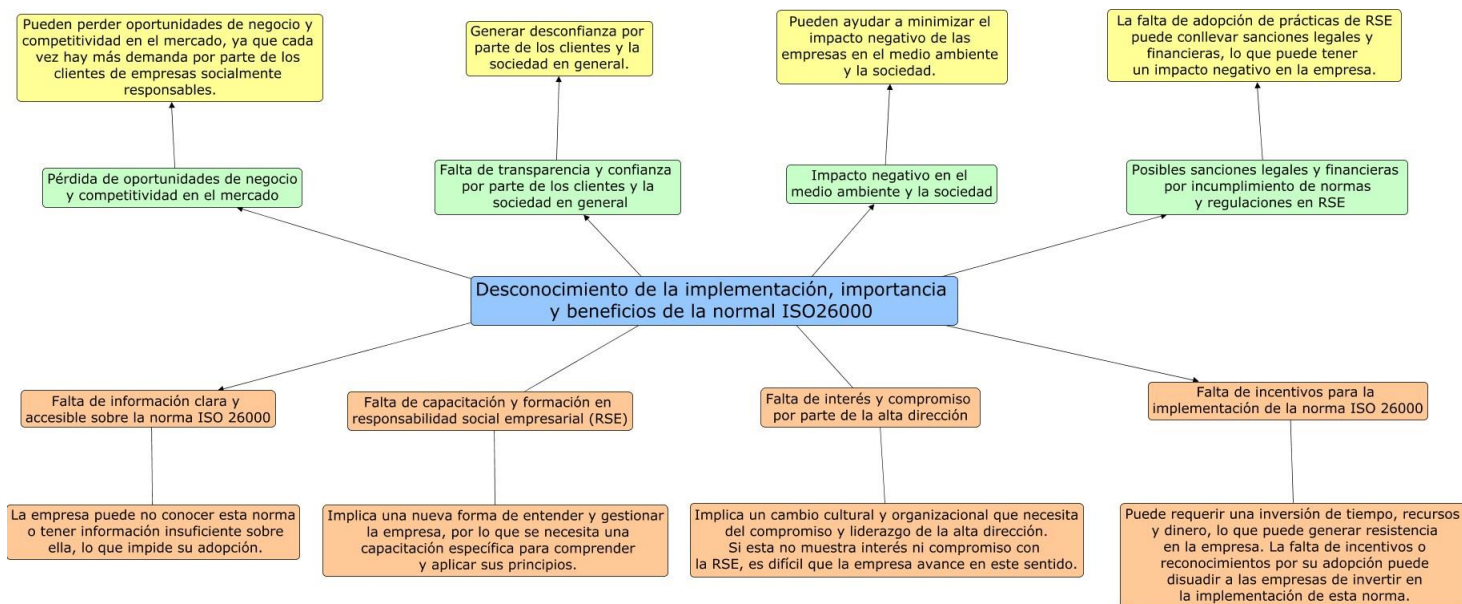 Pueden perder oportunidades de negocio y
competitividad en el mercado, ya que cada
vez hay más demanda por parte de los
clientes de empresas socialmente
responsables.
Generar desconfianza por
parte de los clientes y la
sociedad en general.
Pueden ayudar a minimizar el
impacto negativo de las
empresas en el medio ambiente
y la sociedad.
La falta de adopción de prácticas de RSE
puede conllevar sanciones legales y
financieras, lo que puede tener
un impacto negativo en la empresa.
Pérdida de oportunidades de negocio
y competitividad en el mercado
Falta de transparencia y confianza
por parte de los clientes y la
sociedad en general
Impacto negativo en el
medio ambiente y la sociedad
Posibles sanciones legales y financieras
por incumplimiento de normas
y regulaciones en RSE
Desconocimiento de la implementación, importancia
y beneficios de la normal ISO26000
Falta de información clara y
accesible sobre la norma ISO 26000
Falta de capacitación y formación en
responsabilidad social empresarial (RSE)
Falta de interés y compromiso
por parte de la alta dirección
Falta de incentivos para la
implementación de la norma ISO 26000
La empresa puede no conocer esta norma
o tener información insuficiente sobre
ella, lo que impide su adopción.
Implica una nueva forma de entender y gestionar
la empresa, por lo que se necesita una
capacitación específica para comprender
y aplicar sus principios.
Implica un cambio cultural y organizacional que necesita
del compromiso y liderazgo de la alta dirección.
Si esta no muestra interés ni compromiso con
la RSE, es difícil que la empresa avance en este sentido.
Puede requerir una inversión de tiempo, recursos
y dinero, lo que puede generar resistencia
en la empresa. La falta de incentivos o
reconocimientos por su adopción puede
disuadir a las empresas de invertir en
la implementación de esta norma.